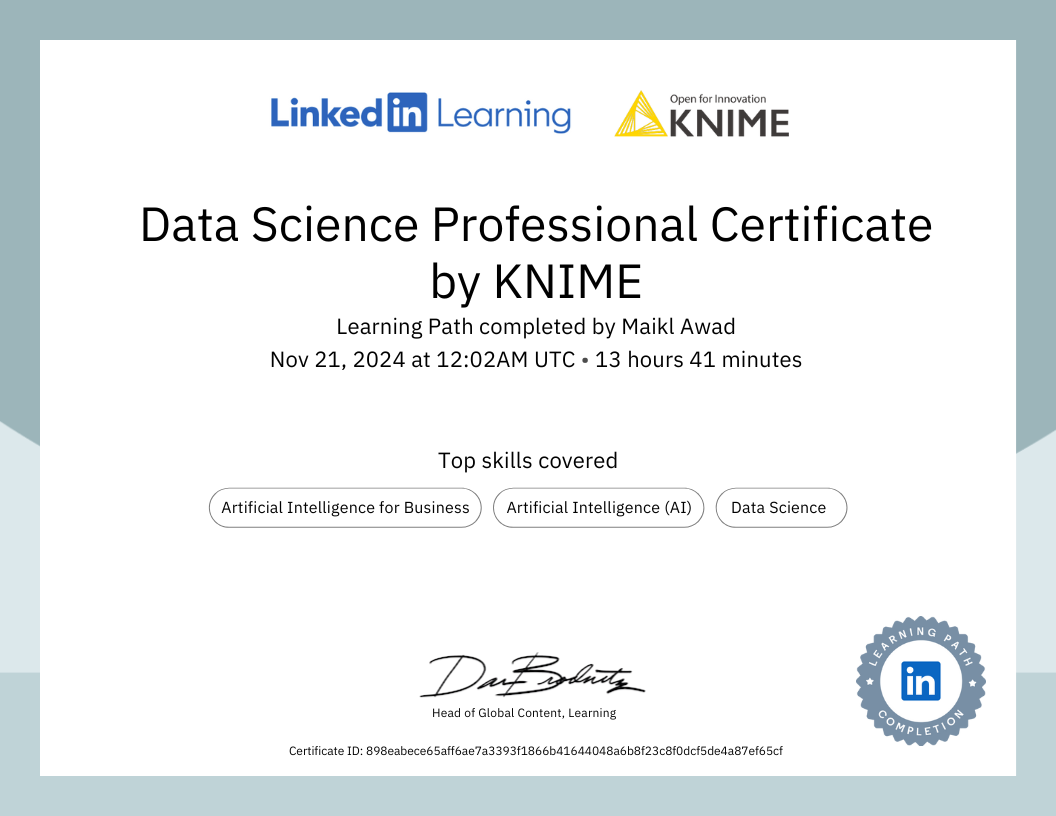 Linked in Learning
Open for Innovation
KNIME
Data Science Professional Certificate
by KNIME
Learning Path completed by Maikl Awad
Nov 21, 2024 at 12:02AM UTC • 13 hours 41 minutes
Top skills covered
Artificial Intelligence for Business
Artificial Intelligence (AI)
Data Science
LEARNING PATH
in
COMPLETION
Dan Brodnitz
Head of Global Content, Learning
Certificate ID: 898eabece65aff6ae7a3393f1866b41644048a6b8f23c8f0dcf5de4a87ef65cf